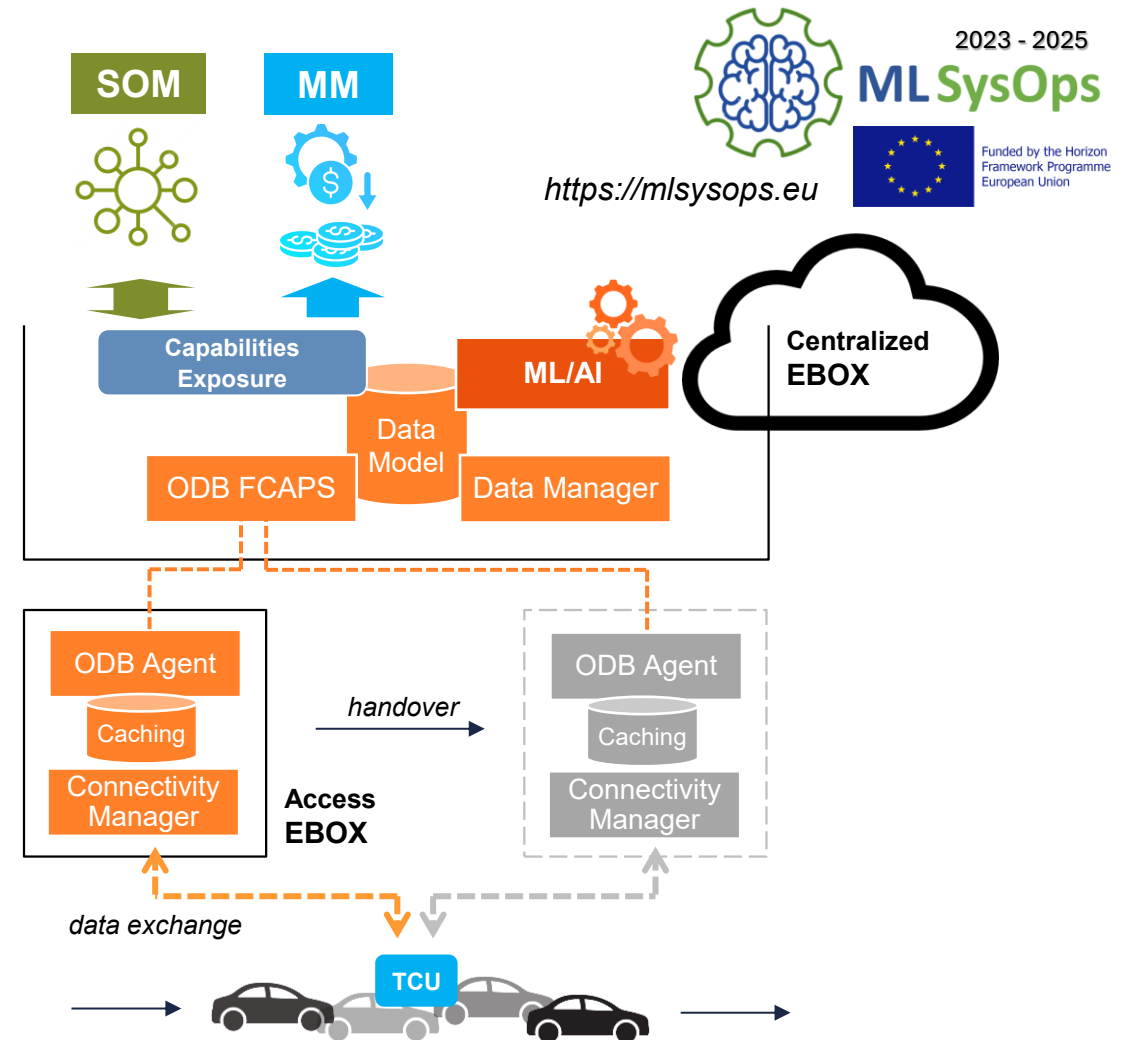 2023 - 2025
SOM
MM
ML SysOps
Funded by the Horizon
Framework Programme
European Union
https://mlsysops.eu
Capabilities
Exposure
ML/AI
Centralized
EBOX
Data
Model
ODB FCAPS
Data Manager
ODB Agent
Caching
Connectivity
Manager
Access
EBOX
handover
ODB Agent
Caching
Connectivity
Manager
data exchange
TCU